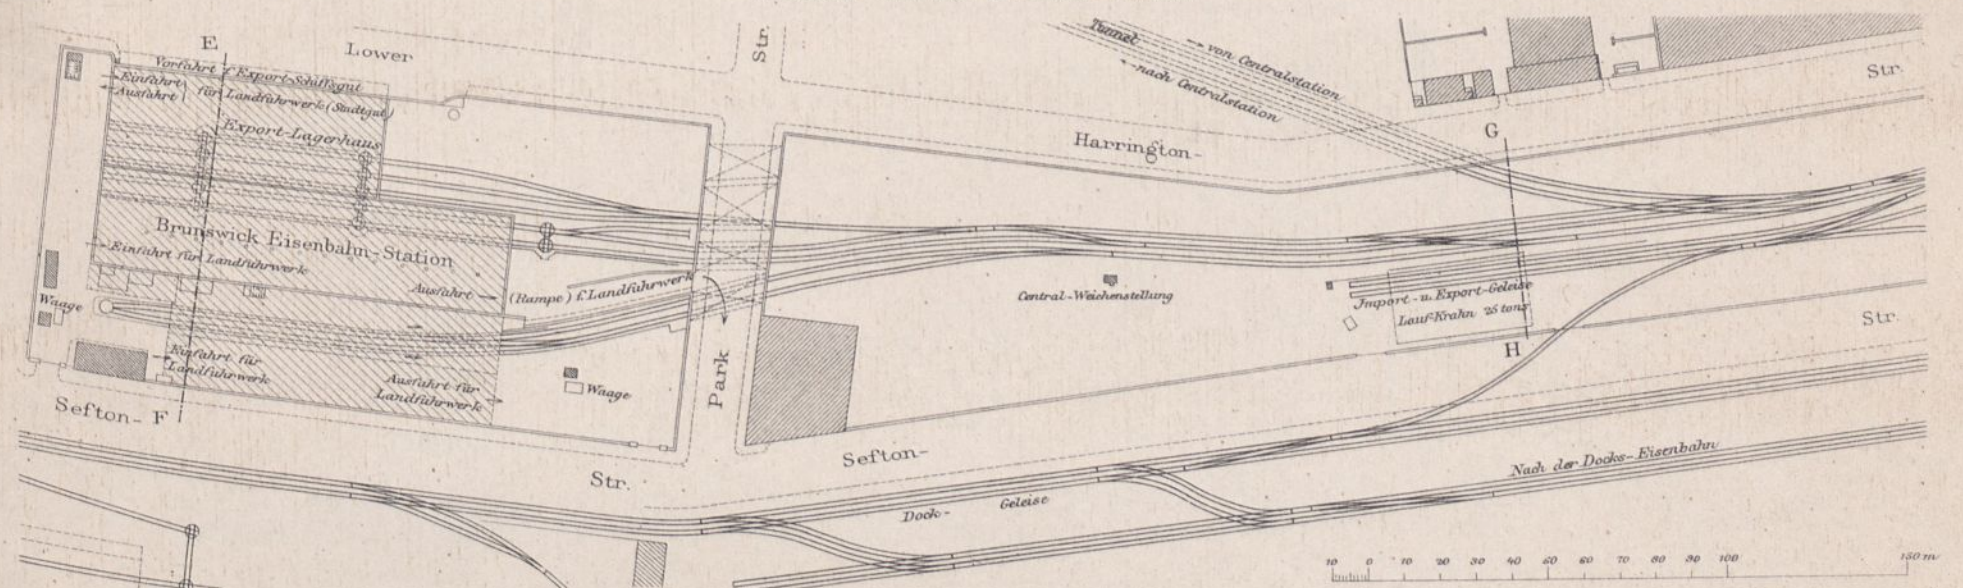 E
Lower
Str.
Tunnel
von Centralstation
nach Centralstation
Str.
Vorfahrt f. Export-Schiffsgut
Einfahrt
Ausfahrt
für Landfuhrwerk (Stadtgut)
Export-Lagerhaus
Harrington-
G
Brunswick Eisenbahn-Station
Einfahrt für Landfuhrwerk
Ausfahrt
(Rampe) f. Landfuhrwerk
Central-Weichenstellung
Import- u. Export-Geleise
Lauf-Krahn 25 tons
H
Str.
Waage
Einfahrt für
Landfuhrwerk
Ausfahrt für
Landfuhrwerk
Waage
Park
Sefton-
F
Str.
Sefton-
Dock-
Geleise
Nach der Docks-Eisenbahn
10 0 10 20 30 40 50 60 70 80 90 100 150 m